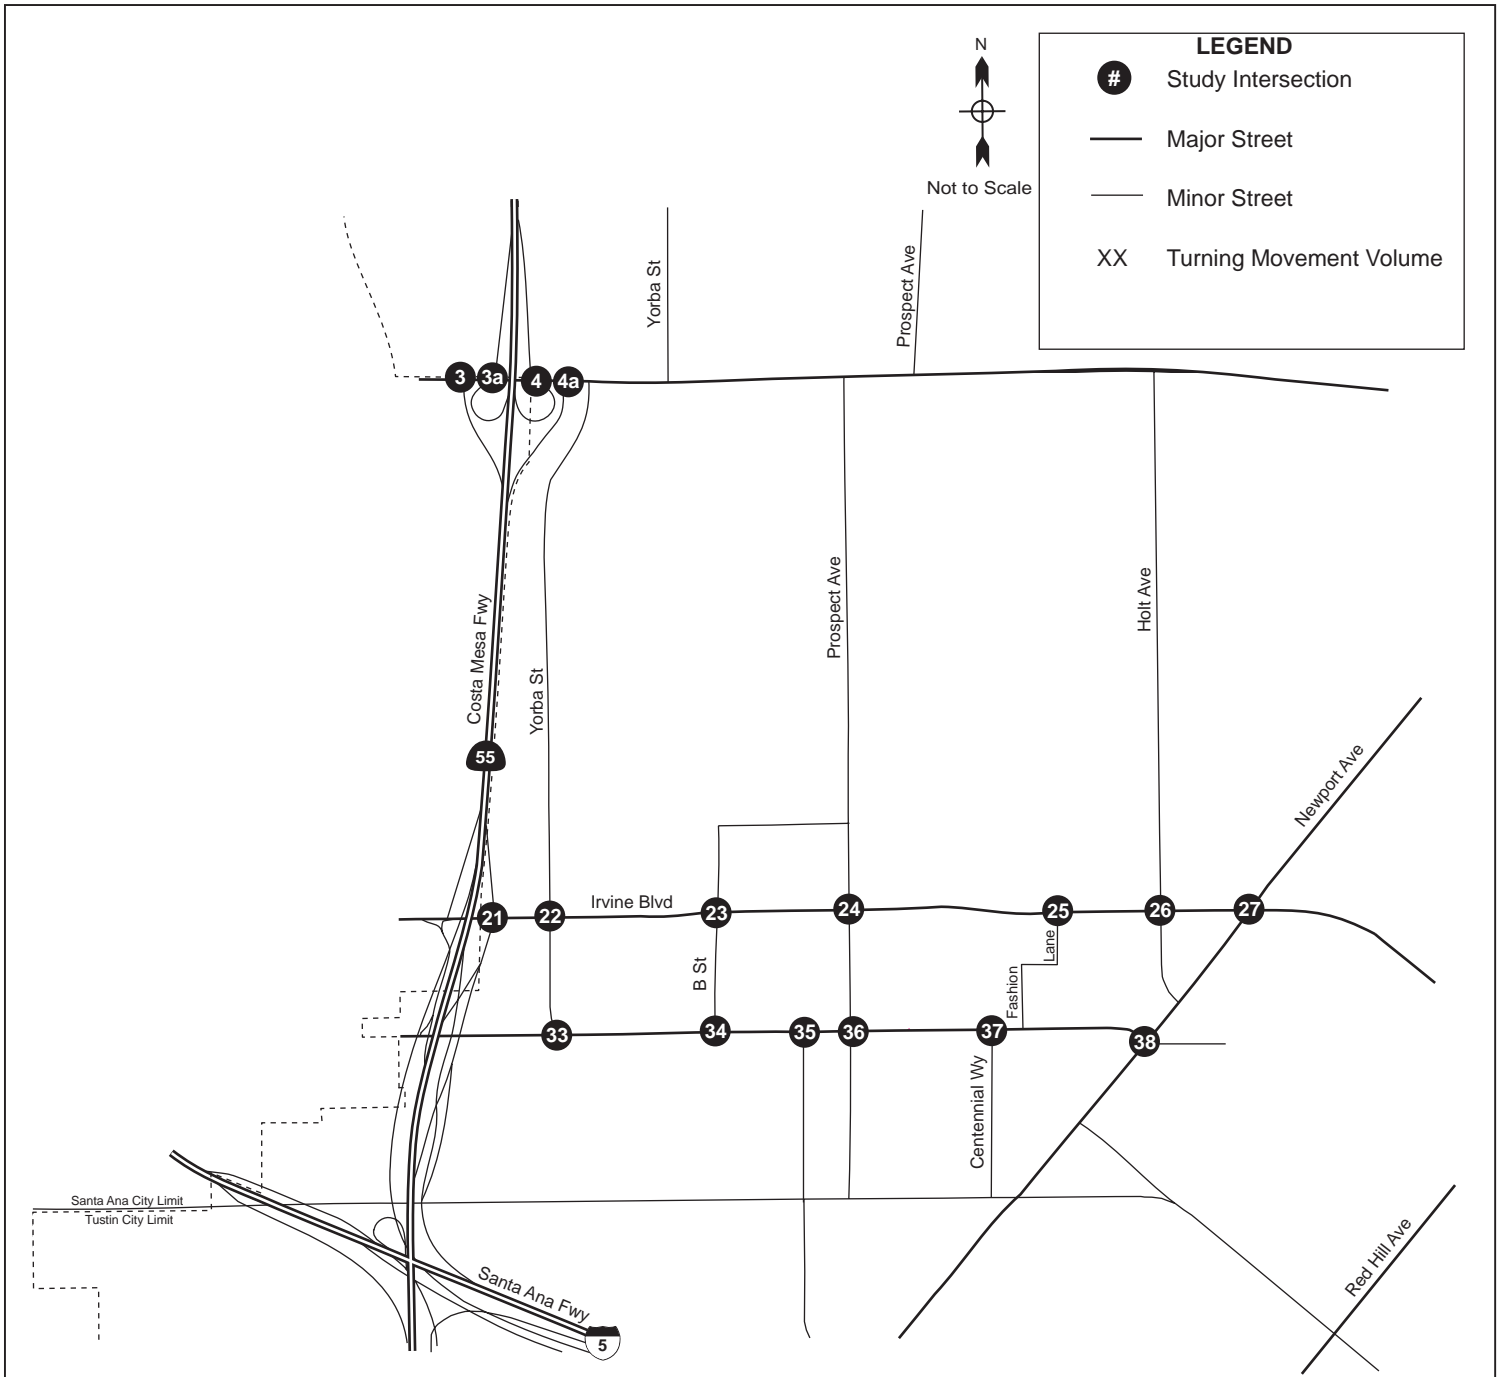 LEGEND
# Study Intersection
Major Street
Minor Street
XX Turning Movement Volume
N
Not to Scale
Yorba St
Prospect Ave
3
3a
4
4a
Costa Mesa Fwy
Yorba St
Prospect Ave
Holt Ave
55
Newport Ave
Irvine Blvd
21
22
23
24
25
26
27
B St
Fashion
Lane
33
34
35
36
37
38
Centennial Wy
Santa Ana City Limit
Tustin City Limit
Santa Ana Fwy
5
Red Hill Ave